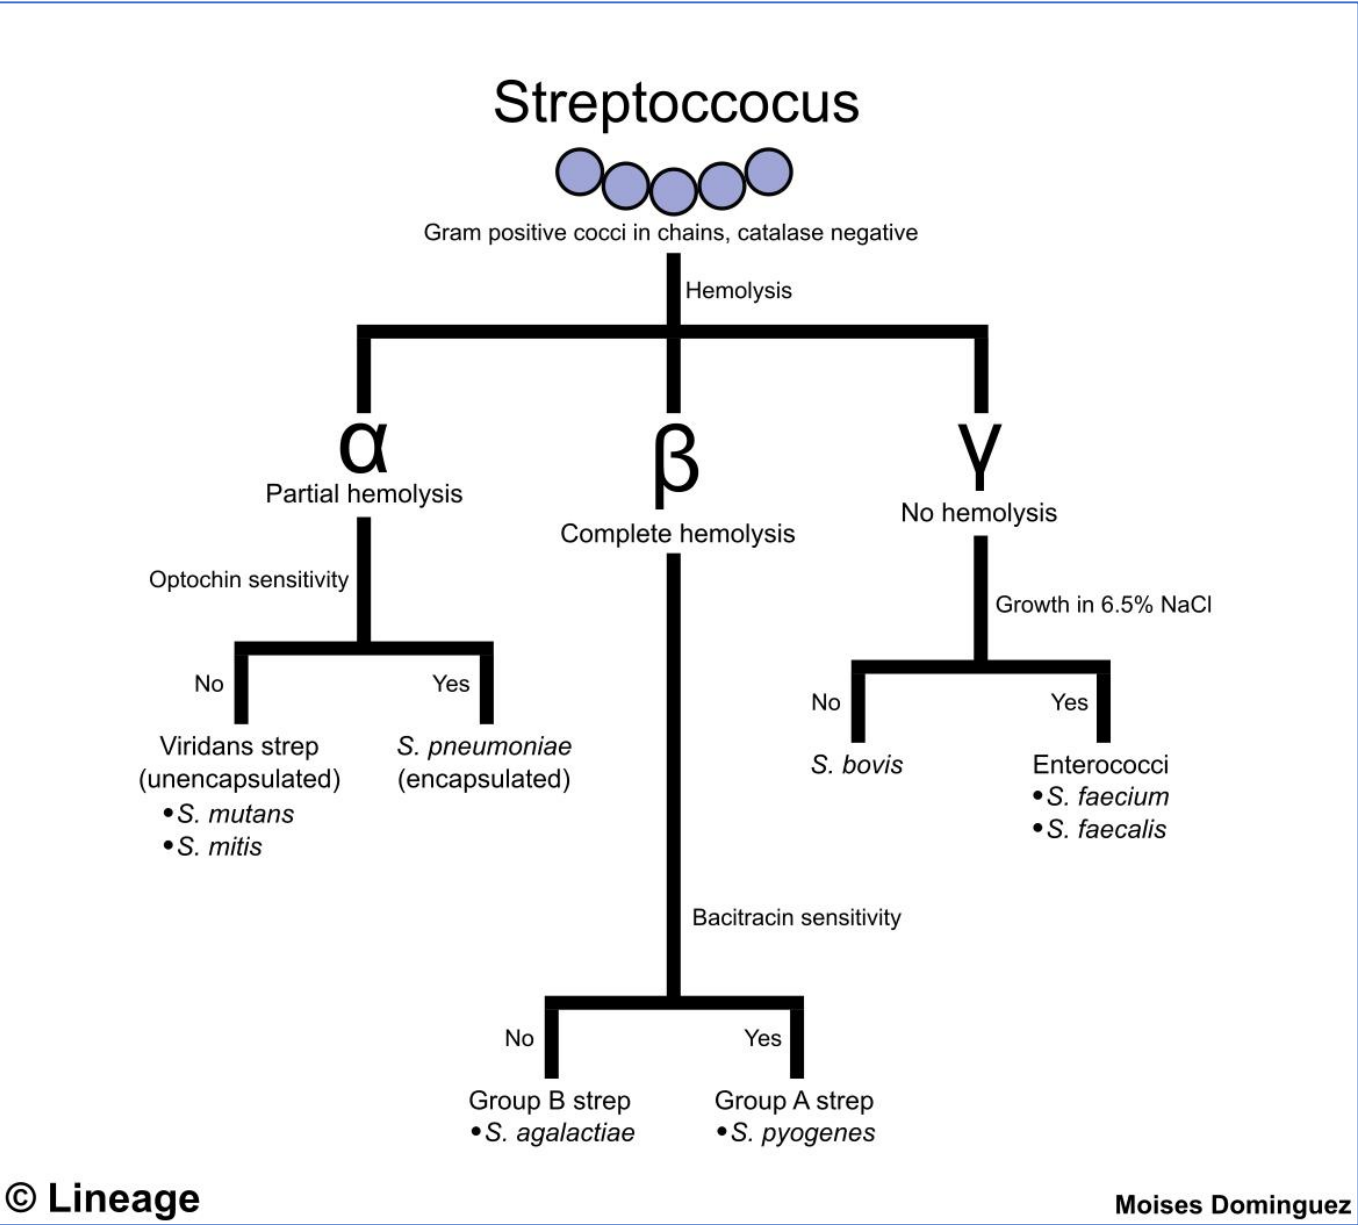 Streptoccocus
Gram positive cocci in chains, catalase negative
Hemolysis
α
Partial hemolysis
β
Complete hemolysis
γ
No hemolysis
Optochin sensitivity
No
Yes
Viridans strep
(unencapsulated)
•S. mutans
•S. mitis
S. pneumoniae
(encapsulated)
Growth in 6.5% NaCl
No
Yes
S. bovis
Enterococci
•S. faecium
•S. faecalis
Bacitracin sensitivity
No
Yes
Group B strep
•S. agalactiae
Group A strep
•S. pyogenes
© Lineage
Moises Dominguez